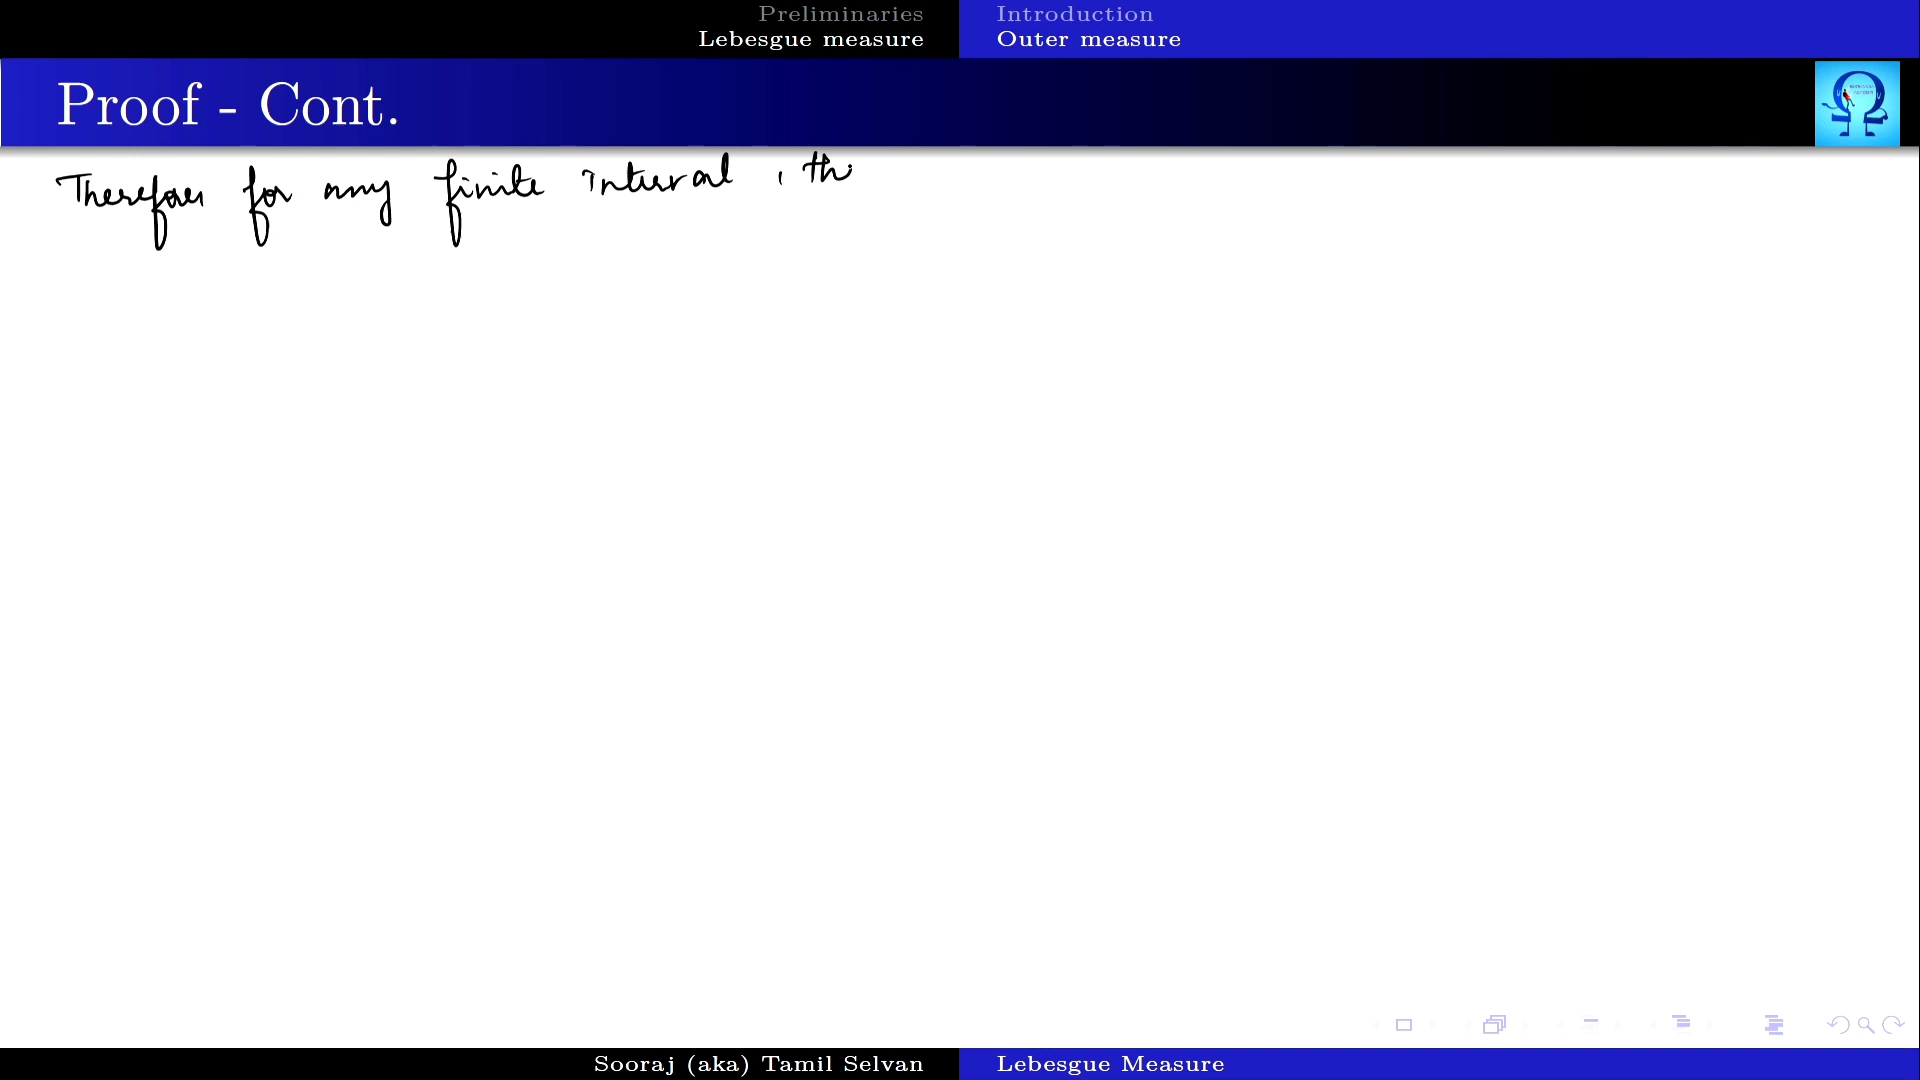 Preliminaries
Lebesgue measure
Introduction
Outer measure
Proof - Cont.
Therefore for any finite interval , thi
Sooraj (aka) Tamil Selvan
Lebesgue Measure